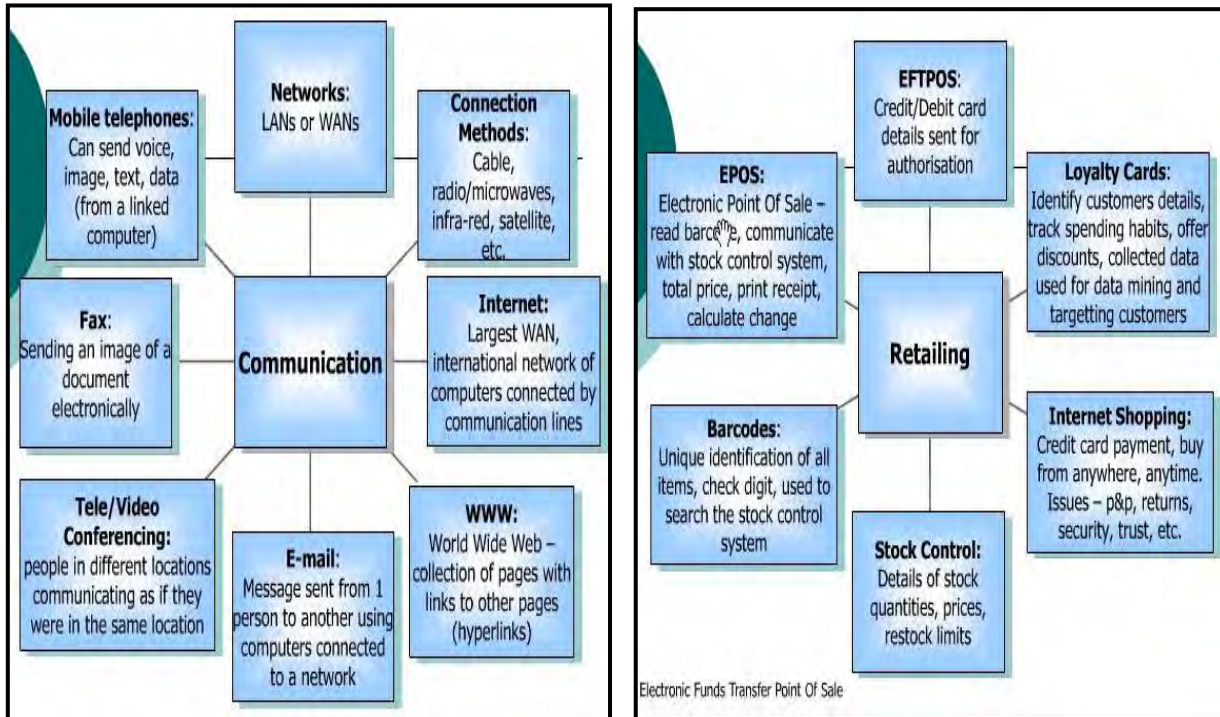 Networks:
LANs or WANs
Mobile telephones:
Can send voice,
image, text, data
(from a linked
computer)
Connection
Methods:
Cable,
radio/microwaves,
infra-red, satellite,
etc.
Fax:
Sending an image of a
document
electronically
Communication
Internet:
Largest WAN,
international network of
computers connected by
communication lines
Tele/Video
Conferencing:
people in different locations
communicating as if they
were in the same location
E-mail:
Message sent from 1
person to another using
computers connected
to a network
WWW:
World Wide Web –
collection of pages with
links to other pages
(hyperlinks)
EFTPOS:
Credit/Debit card
details sent for
authorisation
EPOS:
Electronic Point Of Sale –
read barcode, communicate
with stock control system,
total price, print receipt,
calculate change
Loyalty Cards:
Identify customers details,
track spending habits, offer
discounts, collected data
used for data mining and
targetting customers
Retailing
Barcodes:
Unique identification of all
items, check digit, used to
search the stock control
system
Internet Shopping:
Credit card payment, buy
from anywhere, anytime.
Issues – p&p, returns,
security, trust, etc.
Stock Control:
Details of stock
quantities, prices,
restock limits
Electronic Funds Transfer Point Of Sale